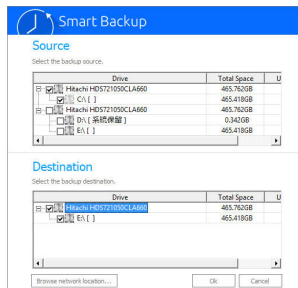 Smart Backup
Source
Select the backup source.
Drive Total Space U
Hitachi HDS721050CLA660 465.762GB
C:\ [ ] 465.418GB
Hitachi HDS721050CLA660 465.762GB
D:\ [ 系統保留 ] 0.342GB
E:\ [ ] 465.418GB
Destination
Select the backup destination.
Drive Total Space U
Hitachi HDS721050CLA660 465.762GB
E:\ [ ] 465.418GB
Browse network location... Ok Cancel